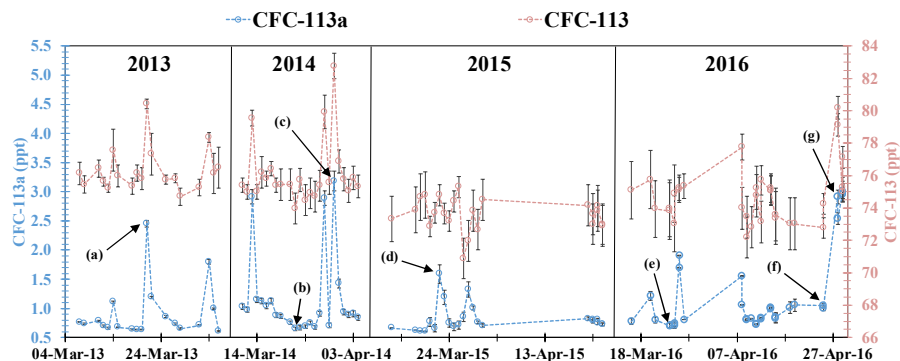 CFC-113a CFC-113
5.5 84
5.0 82
4.5 80
4.0 78
3.5 76
3.0 74
2.5 72
2.0 70
1.5 68
1.0 66
0.5
CFC-113a (ppt)
CFC-113 (ppt)
2013 2014 2015 2016
(a) (b) (c) (d) (e) (f) (g)
04-Mar-13 24-Mar-13 14-Mar-14 03-Apr-14 24-Mar-15 13-Apr-15 18-Mar-16 07-Apr-16 27-Apr-16